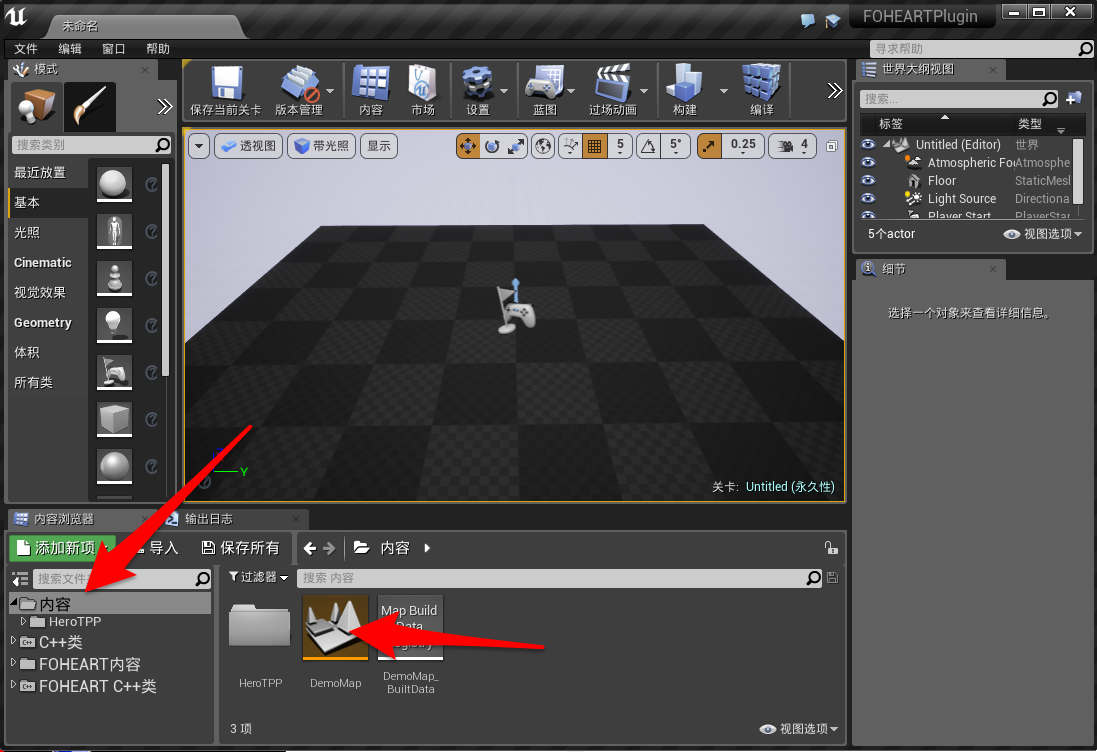 FOHEARTPlugin
未命名
文件 编辑 窗口 帮助
寻求帮助
模式
保存当前关卡 版本管理 内容 市场 设置 蓝图 过场动画 构建 编译
搜索类别
最近放置
基本
光照
Cinematic
视觉效果
Geometry
体积
所有类
透视图 带光照 显示
5 5° 0.25 4
Y
关卡: Untitled (永久性)
世界大纲视图
搜索...
标签 类型
Untitled (Editor) 世界
Atmospheric Fo Atmosphe
Floor StaticMesl
Light Source Directiona
Player Start PlayerStar
5个actor 视图选项
细节
选择一个对象来查看详细信息。
内容浏览器 输出日志
添加新项 导入 保存所有 内容
搜索文件
过滤器 搜索 内容
内容
HeroTPP
C++类
FOHEART内容
FOHEART C++类
Map Build
Data
HeroTPP
DemoMap
DemoMap_
BuiltData
3 项 视图选项